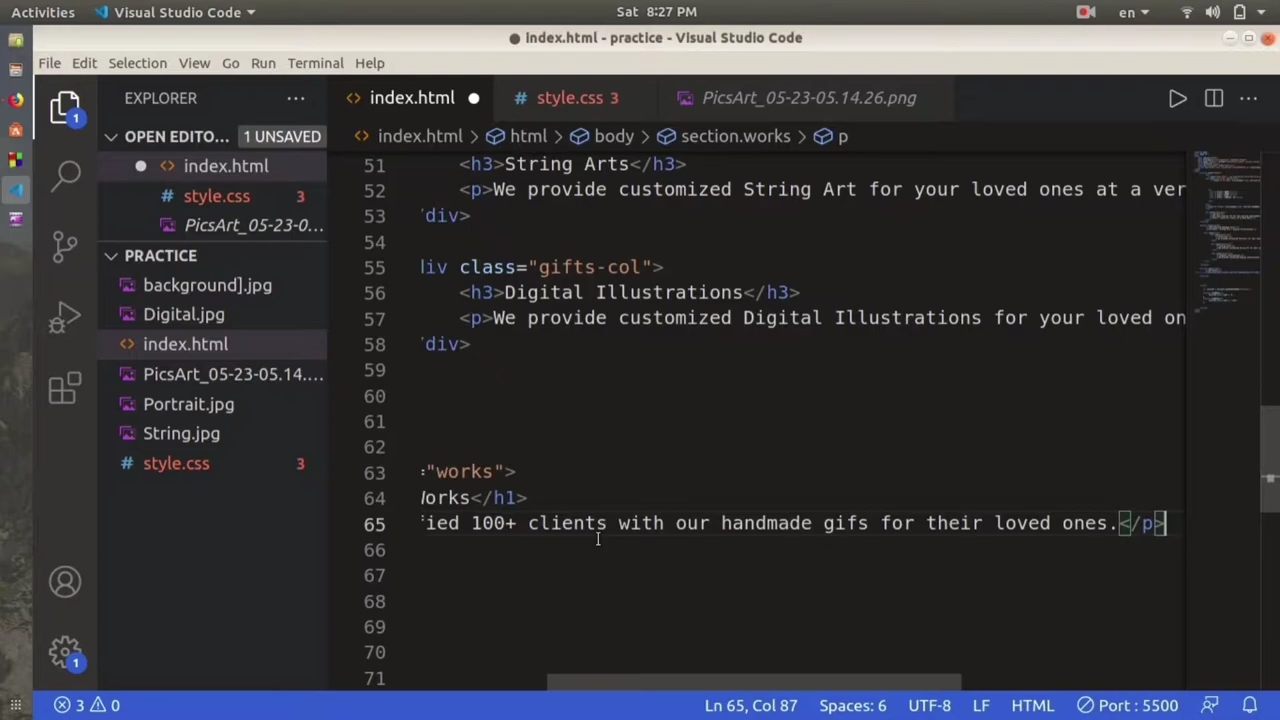 Activities Visual Studio Code Sat 8:27 PM en
index.html - practice - Visual Studio Code
File Edit Selection View Go Run Terminal Help
1
EXPLORER
OPEN EDITO... 1 UNSAVED
index.html
style.css 3
PicsArt_05-23-0...
PRACTICE
background].jpg
Digital.jpg
index.html
PicsArt_05-23-05.14....
Portrait.jpg
String.jpg
style.css 3
1
index.html style.css 3 PicsArt_05-23-05.14.26.png
index.html > html > body > section.works > p
51 <h3>String Arts</h3>
52 <p>We provide customized String Art for your loved ones at a ver
53 div>
54
55 iv class="gifts-col">
56 <h3>Digital Illustrations</h3>
57 <p>We provide customized Digital Illustrations for your loved on
58 div>
59
60
61
62
63 ="works">
64 orks</h1>
65 ied 100+ clients with our handmade gifs for their loved ones.</p>
66
67
68
69
70
71
3 0 Ln 65, Col 87 Spaces: 6 UTF-8 LF HTML Port : 5500